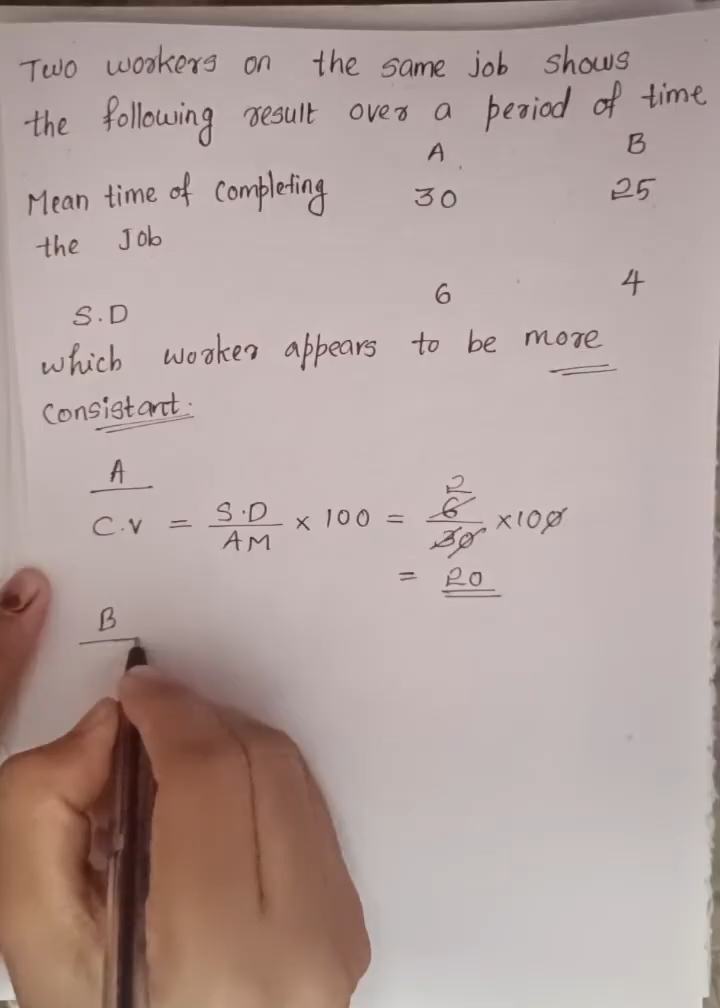 Two workers on the same job shows
the following result over a period of time
A B
Mean time of completing 30 25
the Job
S.D 6 4
which worker appears to be more
consistant.
A
C.V = S.D/AM × 100 = 6/30 × 100
2
= 20
B